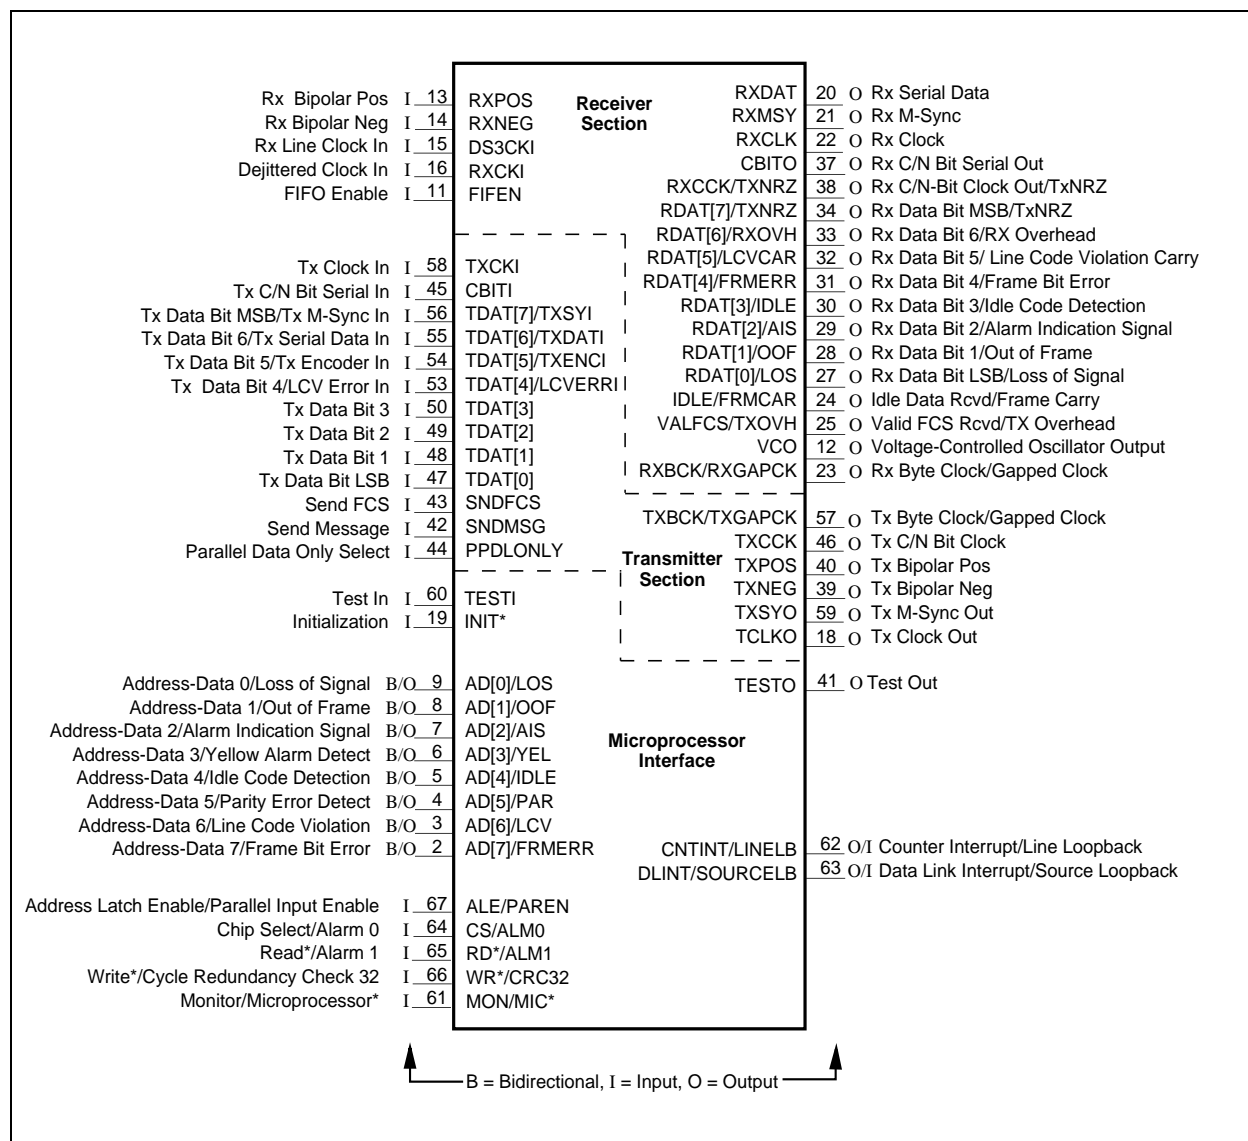 Receiver
Section
Rx Bipolar Pos I 13 RXPOS
Rx Bipolar Neg I 14 RXNEG
Rx Line Clock In I 15 DS3CKI
Dejittered Clock In I 16 RXCKI
FIFO Enable I 11 FIFEN
RXDAT 20 O Rx Serial Data
RXMSY 21 O Rx M-Sync
RXCLK 22 O Rx Clock
CBITO 37 O Rx C/N Bit Serial Out
RXCCK/TXNRZ 38 O Rx C/N-Bit Clock Out/TxNRZ
RDAT[7]/TXNRZ 34 O Rx Data Bit MSB/TxNRZ
RDAT[6]/RXOVH 33 O Rx Data Bit 6/RX Overhead
RDAT[5]/LCVCAR 32 O Rx Data Bit 5/ Line Code Violation Carry
RDAT[4]/FRMERR 31 O Rx Data Bit 4/Frame Bit Error
RDAT[3]/IDLE 30 O Rx Data Bit 3/Idle Code Detection
RDAT[2]/AIS 29 O Rx Data Bit 2/Alarm Indication Signal
RDAT[1]/OOF 28 O Rx Data Bit 1/Out of Frame
RDAT[0]/LOS 27 O Rx Data Bit LSB/Loss of Signal
IDLE/FRMCAR 24 O Idle Data Rcvd/Frame Carry
VALFCS/TXOVH 25 O Valid FCS Rcvd/TX Overhead
VCO 12 O Voltage-Controlled Oscillator Output
RXBCK/RXGAPCK 23 O Rx Byte Clock/Gapped Clock
Tx Clock In I 58 TXCKI
Tx C/N Bit Serial In I 45 CBITI
Tx Data Bit MSB/Tx M-Sync In I 56 TDAT[7]/TXSYI
Tx Data Bit 6/Tx Serial Data In I 55 TDAT[6]/TXDATI
Tx Data Bit 5/Tx Encoder In I 54 TDAT[5]/TXENCI
Tx Data Bit 4/LCV Error In I 53 TDAT[4]/LCVERRI
Tx Data Bit 3 I 50 TDAT[3]
Tx Data Bit 2 I 49 TDAT[2]
Tx Data Bit 1 I 48 TDAT[1]
Tx Data Bit LSB I 47 TDAT[0]
Send FCS I 43 SNDFCS
Send Message I 42 SNDMSG
Parallel Data Only Select I 44 PPDLONLY
Transmitter
Section
TXBCK/TXGAPCK 57 O Tx Byte Clock/Gapped Clock
TXCCK 46 O Tx C/N Bit Clock
TXPOS 40 O Tx Bipolar Pos
TXNEG 39 O Tx Bipolar Neg
TXSYO 59 O Tx M-Sync Out
TCLKO 18 O Tx Clock Out
Test In I 60 TESTI
Initialization I 19 INIT*
TESTO 41 O Test Out
Microprocessor
Interface
Address-Data 0/Loss of Signal B/O 9 AD[0]/LOS
Address-Data 1/Out of Frame B/O 8 AD[1]/OOF
Address-Data 2/Alarm Indication Signal B/O 7 AD[2]/AIS
Address-Data 3/Yellow Alarm Detect B/O 6 AD[3]/YEL
Address-Data 4/Idle Code Detection B/O 5 AD[4]/IDLE
Address-Data 5/Parity Error Detect B/O 4 AD[5]/PAR
Address-Data 6/Line Code Violation B/O 3 AD[6]/LCV
Address-Data 7/Frame Bit Error B/O 2 AD[7]/FRMERR
CNTINT/LINELB 62 O/I Counter Interrupt/Line Loopback
DLINT/SOURCELB 63 O/I Data Link Interrupt/Source Loopback
Address Latch Enable/Parallel Input Enable I 67 ALE/PAREN
Chip Select/Alarm 0 I 64 CS/ALM0
Read*/Alarm 1 I 65 RD*/ALM1
Write*/Cycle Redundancy Check 32 I 66 WR*/CRC32
Monitor/Microprocessor* I 61 MON/MIC*
B = Bidirectional, I = Input, O = Output